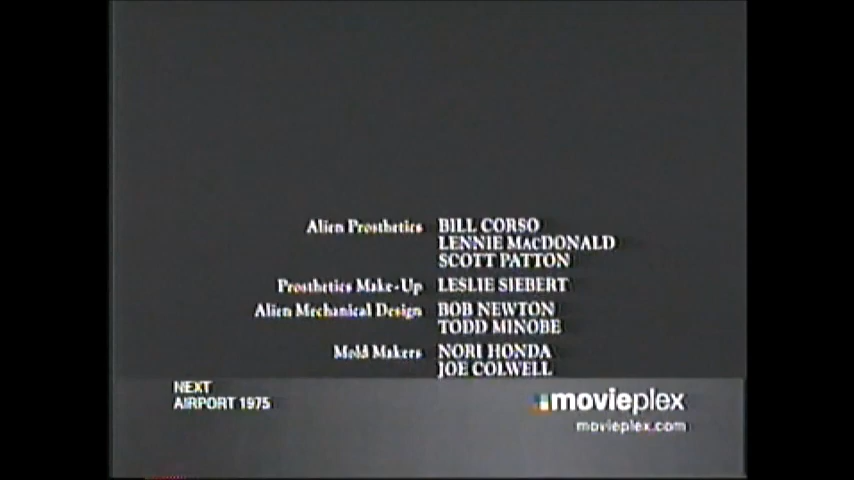 Alien Prosthetics BILL CORSO
LENNIE MACDONALD
SCOTT PATTON
Prosthetics Make-Up LESLIE SIEBERT
Alien Mechanical Design BOB NEWTON
TODD MINOBE
Mold Makers NORI HONDA
JOE COLWELL
NEXT
AIRPORT 1975
movieplex
movieplex.com